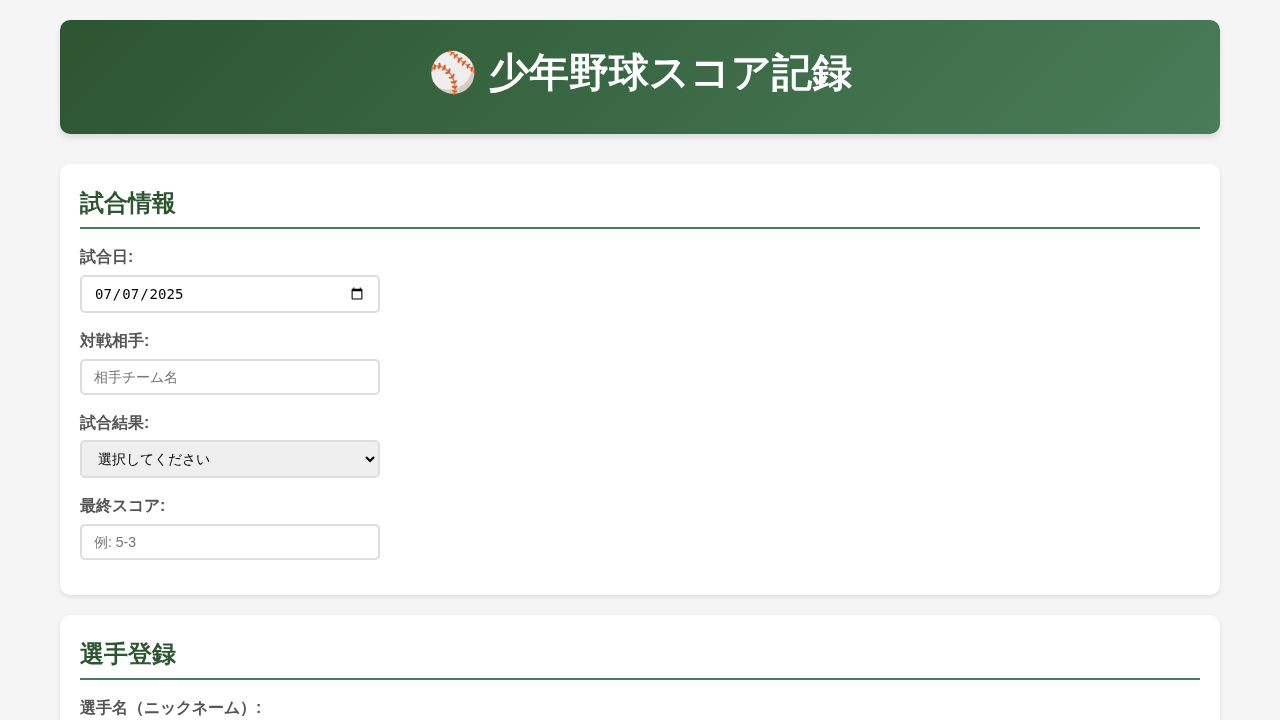 少年野球スコア記録
試合情報
試合日:
07/07/2025
対戦相手:
相手チーム名
試合結果:
選択してください
最終スコア:
例: 5-3
選手登録
選手名（ニックネーム）: